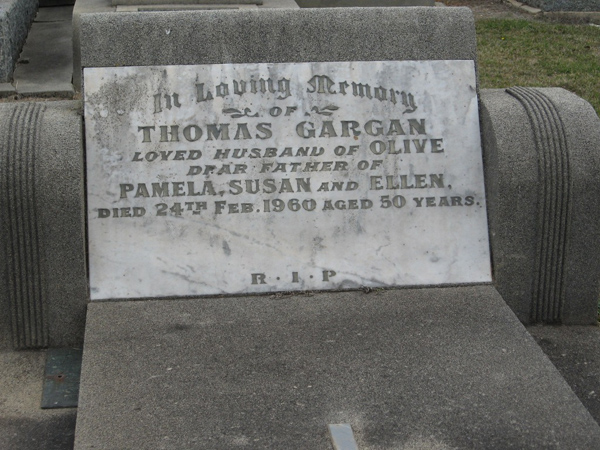 In Loving Memory
OF
THOMAS GARGAN
LOVED HUSBAND OF OLIVE
DEAR FATHER OF
PAMELA, SUSAN AND ELLEN,
DIED 24TH FEB. 1960 AGED 50 YEARS.
R · I · P